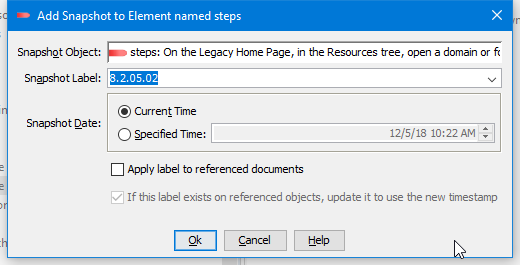 Add Snapshot to Element named steps
Snapshot Object: steps: On the Legacy Home Page, in the Resources tree, open a domain or fo
Snapshot Label: 8.2.05.02
Snapshot Date: Current Time
Specified Time: 12/5/18 10:22 AM
Apply label to referenced documents
If this label exists on referenced objects, update it to use the new timestamp
Ok Cancel Help